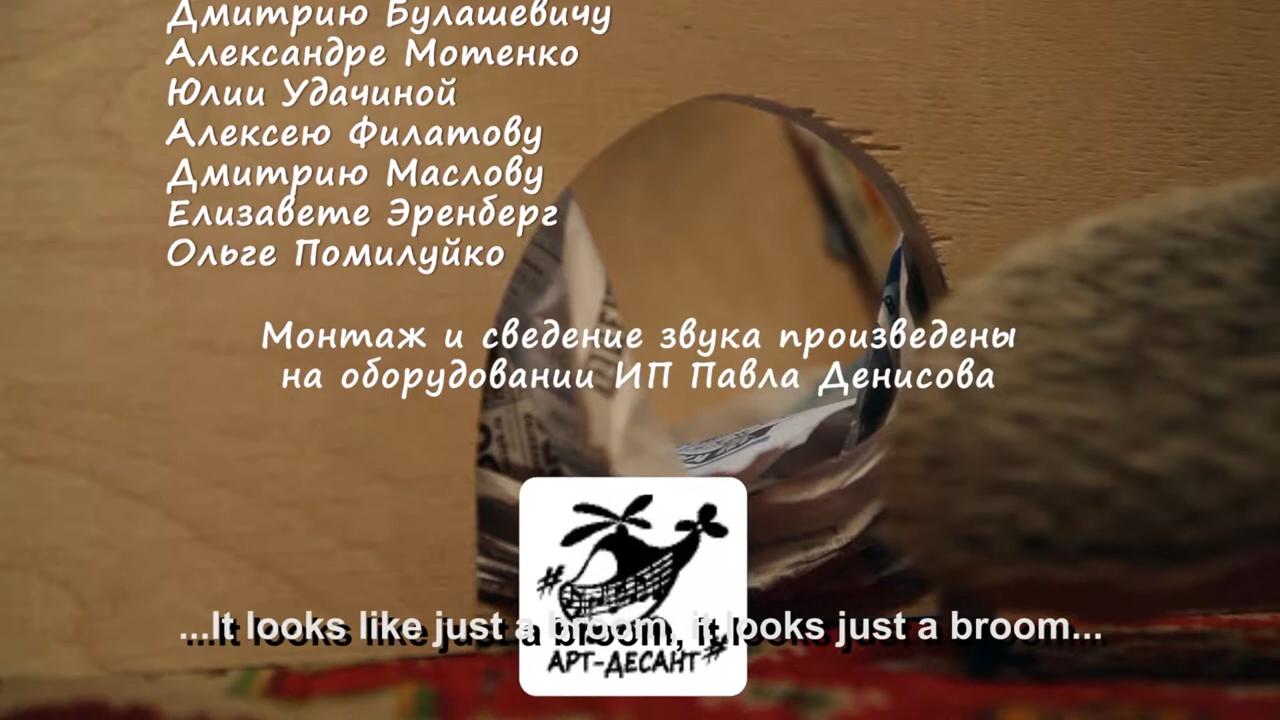 Дмитрию Булашевичу
Александре Мотенко
Юлии Удачиной
Алексею Филатову
Дмитрию Маслову
Елизавете Эренберг
Ольге Помилуйко
Монтаж и сведение звука произведены
на оборудовании ИП Павла Денисова
...It looks like just a broom, it looks just a broom...
# АРТ-ДЕСАНТ #